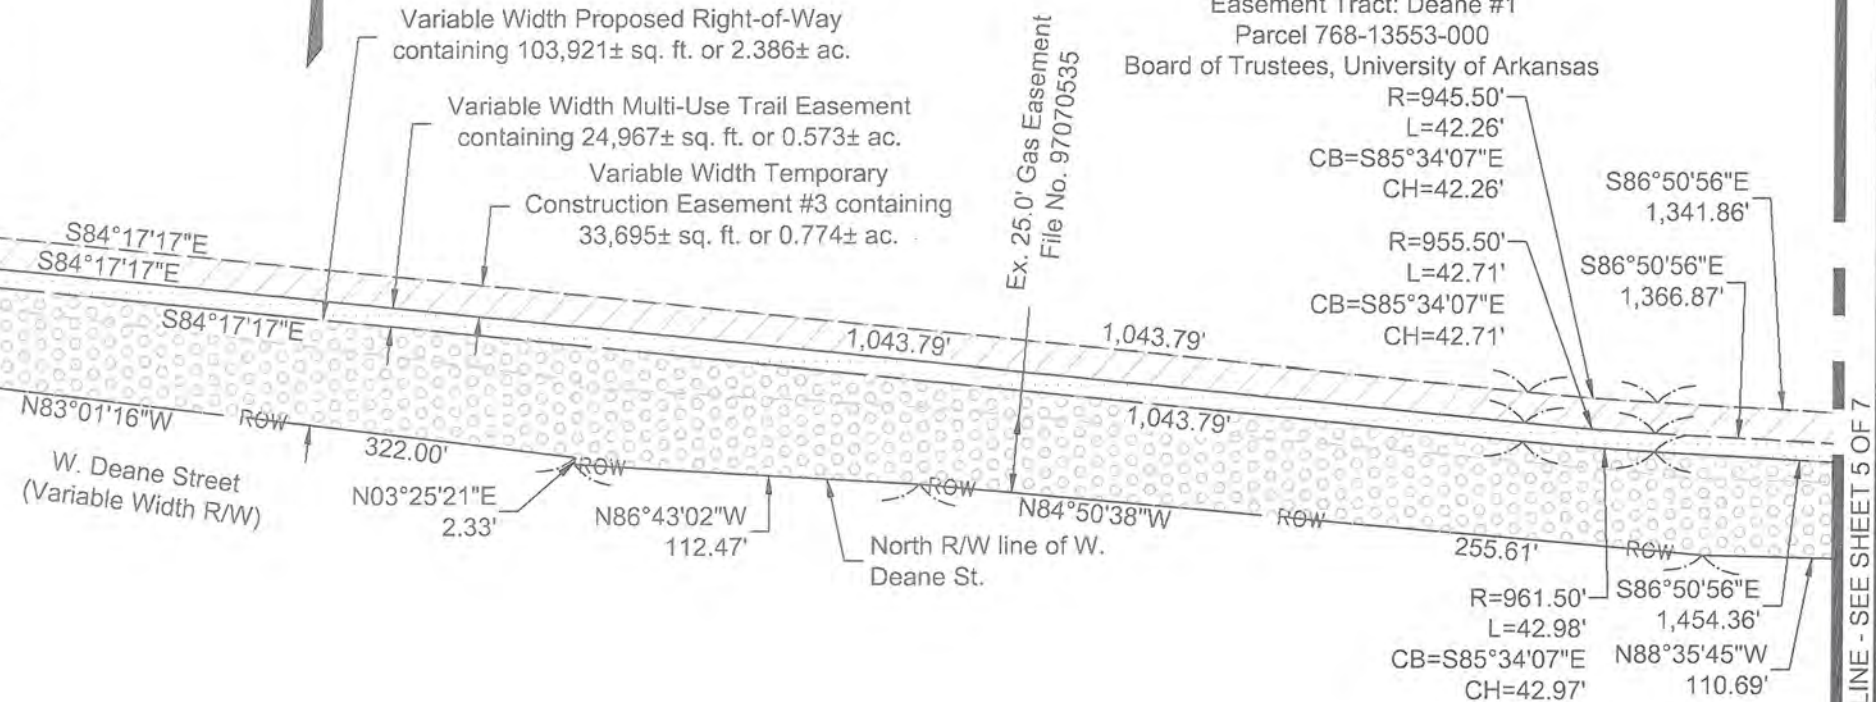 Variable Width Proposed Right-of-Way
containing 103,921± sq. ft. or 2.386± ac.
Variable Width Multi-Use Trail Easement
containing 24,967± sq. ft. or 0.573± ac.
Variable Width Temporary
Construction Easement #3 containing
33,695± sq. ft. or 0.774± ac.
Ex. 25.0' Gas Easement
File No. 97070535
Easement Tract: Deane #1
Parcel 768-13553-000
Board of Trustees, University of Arkansas
R=945.50'
L=42.26'
CB=S85°34'07"E
CH=42.26'
R=955.50'
L=42.71'
CB=S85°34'07"E
CH=42.71'
S86°50'56"E
1,341.86'
S86°50'56"E
1,366.87'
S84°17'17"E
S84°17'17"E
S84°17'17"E
1,043.79'
1,043.79'
1,043.79'
N83°01'16"W
ROW
322.00'
W. Deane Street
(Variable Width R/W)
ROW
N03°25'21"E
2.33'
N86°43'02"W
112.47'
ROW
North R/W line of W.
Deane St.
N84°50'38"W
ROW
255.61'
ROW
R=961.50'
L=42.98'
CB=S85°34'07"E
CH=42.97'
S86°50'56"E
1,454.36'
N88°35'45"W
110.69'
LINE - SEE SHEET 5 OF 7